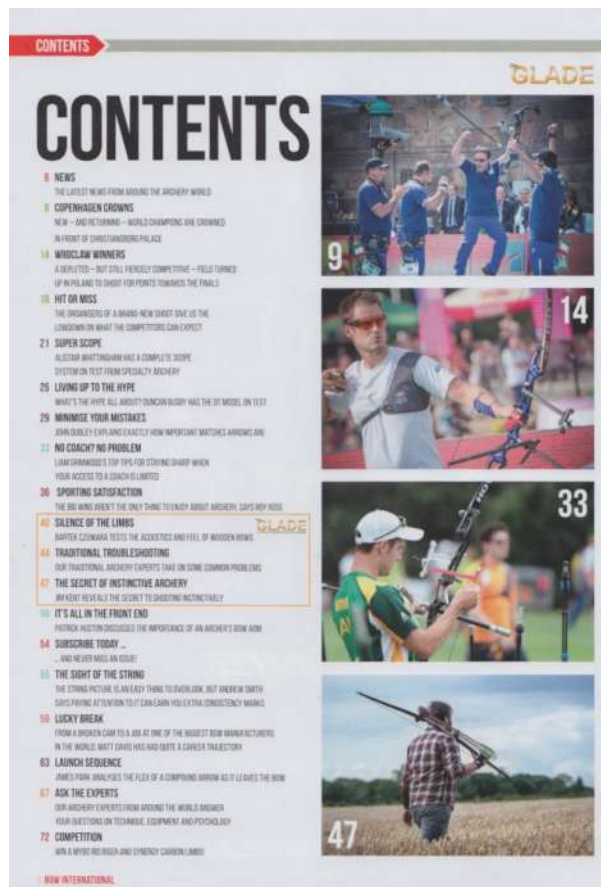 CONTENTS
GLADE
CONTENTS
6 NEWS
THE LATEST NEWS FROM AROUND THE ARCHERY WORLD
9 COPENHAGEN CROWNS
NEW – AND RETURNING – WORLD CHAMPIONS ARE CROWNED
IN FRONT OF CHRISTIANSBORG PALACE
14 WROCLAW WINNERS
A DEPLETED – BUT STILL FIERCELY COMPETITIVE – FIELD TURNED
UP IN POLAND TO SHOOT FOR POINTS TOWARDS THE FINALS
18 HIT OR MISS
THE ORGANISERS OF A BRAND-NEW SHOOT GIVE US THE
LOWDOWN ON WHAT THE COMPETITORS CAN EXPECT
21 SUPER SCOPE
ALISTAIR WHITTINGHAM HAS A COMPLETE SCOPE
SYSTEM ON TEST FROM SPECIALTY ARCHERY
25 LIVING UP TO THE HYPE
WHAT'S THE HYPE ALL ABOUT? DUNCAN BUSBY HAS THE DT MODEL ON TEST
29 MINIMISE YOUR MISTAKES
JOHN DUDLEY EXPLAINS EXACTLY HOW IMPORTANT MATCHES ARROWS ARE
33 NO COACH? NO PROBLEM
LIAM GRIMWOOD'S TOP TIPS FOR STAYING SHARP WHEN
YOUR ACCESS TO A COACH IS LIMITED
36 SPORTING SATISFACTION
THE BIG WINS AREN'T THE ONLY THING TO ENJOY ABOUT ARCHERY, SAYS ROY ROSE
40 SILENCE OF THE LIMBS
GLADE
BARTEK CZUWARA TESTS THE ACOUSTICS AND FEEL OF WOODEN BOWS
44 TRADITIONAL TROUBLESHOOTING
OUR TRADITIONAL ARCHERY EXPERTS TAKE ON SOME COMMON PROBLEMS
47 THE SECRET OF INSTINCTIVE ARCHERY
JIM KENT REVEALS THE SECRET TO SHOOTING INSTINCTIVELY
IT'S ALL IN THE FRONT END
PATRICK HUSTON DISCUSSES THE IMPORTANCE OF AN ARCHER'S BOW ARM
54 SUBSCRIBE TODAY ...
... AND NEVER MISS AN ISSUE!
55 THE SIGHT OF THE STRING
THE STRING PICTURE IS AN EASY THING TO OVERLOOK, BUT ANDREW SMITH
SAYS PAYING ATTENTION TO IT CAN EARN YOU EXTRA CONSISTENCY MARKS
59 LUCKY BREAK
FROM A BROKEN CAM TO A JOB AT ONE OF THE BIGGEST BOW MANUFACTURERS
IN THE WORLD, MATT DAVIS HAS HAD QUITE A CAREER TRAJECTORY
63 LAUNCH SEQUENCE
JAMES PARK ANALYSES THE FLEX OF A COMPOUND ARROW AS IT LEAVES THE BOW
67 ASK THE EXPERTS
OUR ARCHERY EXPERTS FROM AROUND THE WORLD ANSWER
YOUR QUESTIONS ON TECHNIQUE, EQUIPMENT AND PSYCHOLOGY
72 COMPETITION
WIN A MYBO RIO RISER AND SYNERGY CARBON LIMBS
9
14
33
47
BOW INTERNATIONAL